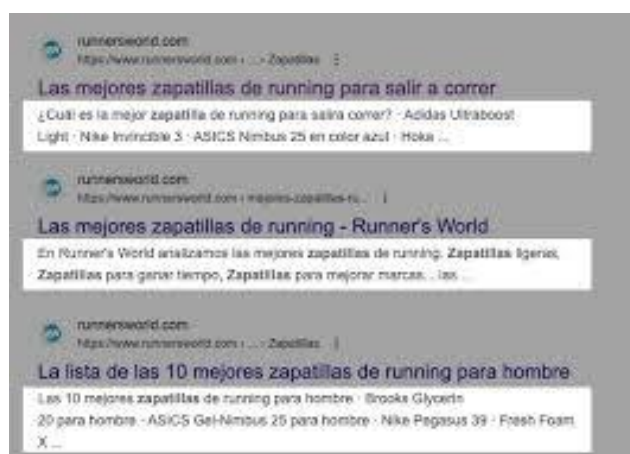 runnersworld.com
https://www.runnersworld.com › ... › Zapatillas
Las mejores zapatillas de running para salir a correr
¿Cuál es la mejor zapatilla de running para salira correr? · Adidas Ultraboost
Light · Nike Invincible 3 · ASICS Nimbus 25 en color azul · Hoka ...
runnersworld.com
https://www.runnersworld.com › mejores-zapatillas-ru...
Las mejores zapatillas de running - Runner's World
En Runner's World analizamos las mejores zapatillas de running. Zapatillas ligeras,
Zapatillas para ganar tiempo, Zapatillas para mejorar marcas... las ...
runnersworld.com
https://www.runnersworld.com › ... › Zapatillas
La lista de las 10 mejores zapatillas de running para hombre
Las 10 mejores zapatillas de running para hombre · Brooks Glycerin
20 para hombre · ASICS Gel-Nimbus 25 para hombre · Nike Pegasus 39 · Fresh Foam
X ...